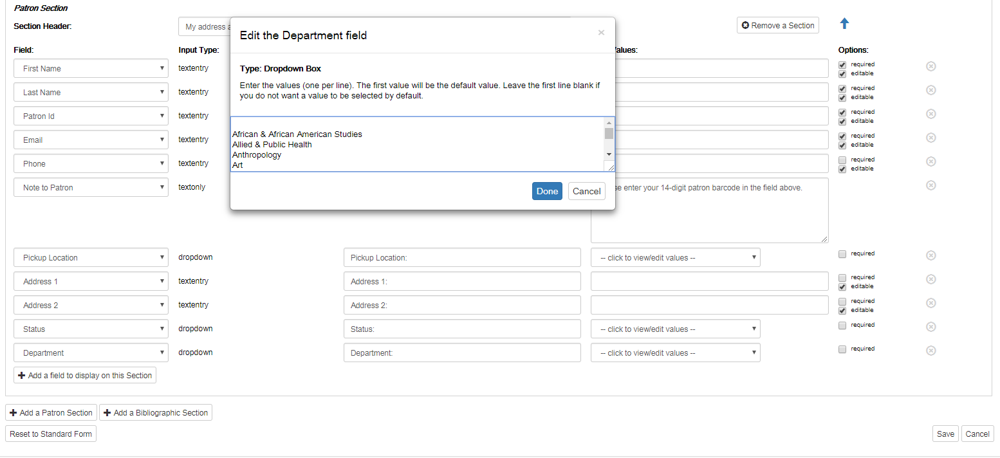 Patron Section
Section Header:
My address a
Remove a Section
Edit the Department field
×
Type: Dropdown Box
Enter the values (one per line). The first value will be the default value. Leave the first line blank if
you do not want a value to be selected by default.
African & African American Studies
Allied & Public Health
Anthropology
Art
Done
Cancel
Field:
Input Type:
Values:
Options:
First Name
textentry
required
editable
Last Name
textentry
required
editable
Patron Id
textentry
required
editable
Email
textentry
required
editable
Phone
textentry
required
editable
Note to Patron
textonly
se enter your 14-digit patron barcode in the field above.
Pickup Location
dropdown
Pickup Location:
-- click to view/edit values --
required
Address 1
textentry
Address 1:
required
editable
Address 2
textentry
Address 2:
required
editable
Status
dropdown
Status:
-- click to view/edit values --
required
Department
dropdown
Department:
-- click to view/edit values --
required
Add a field to display on this Section
Add a Patron Section
Add a Bibliographic Section
Reset to Standard Form
Save
Cancel